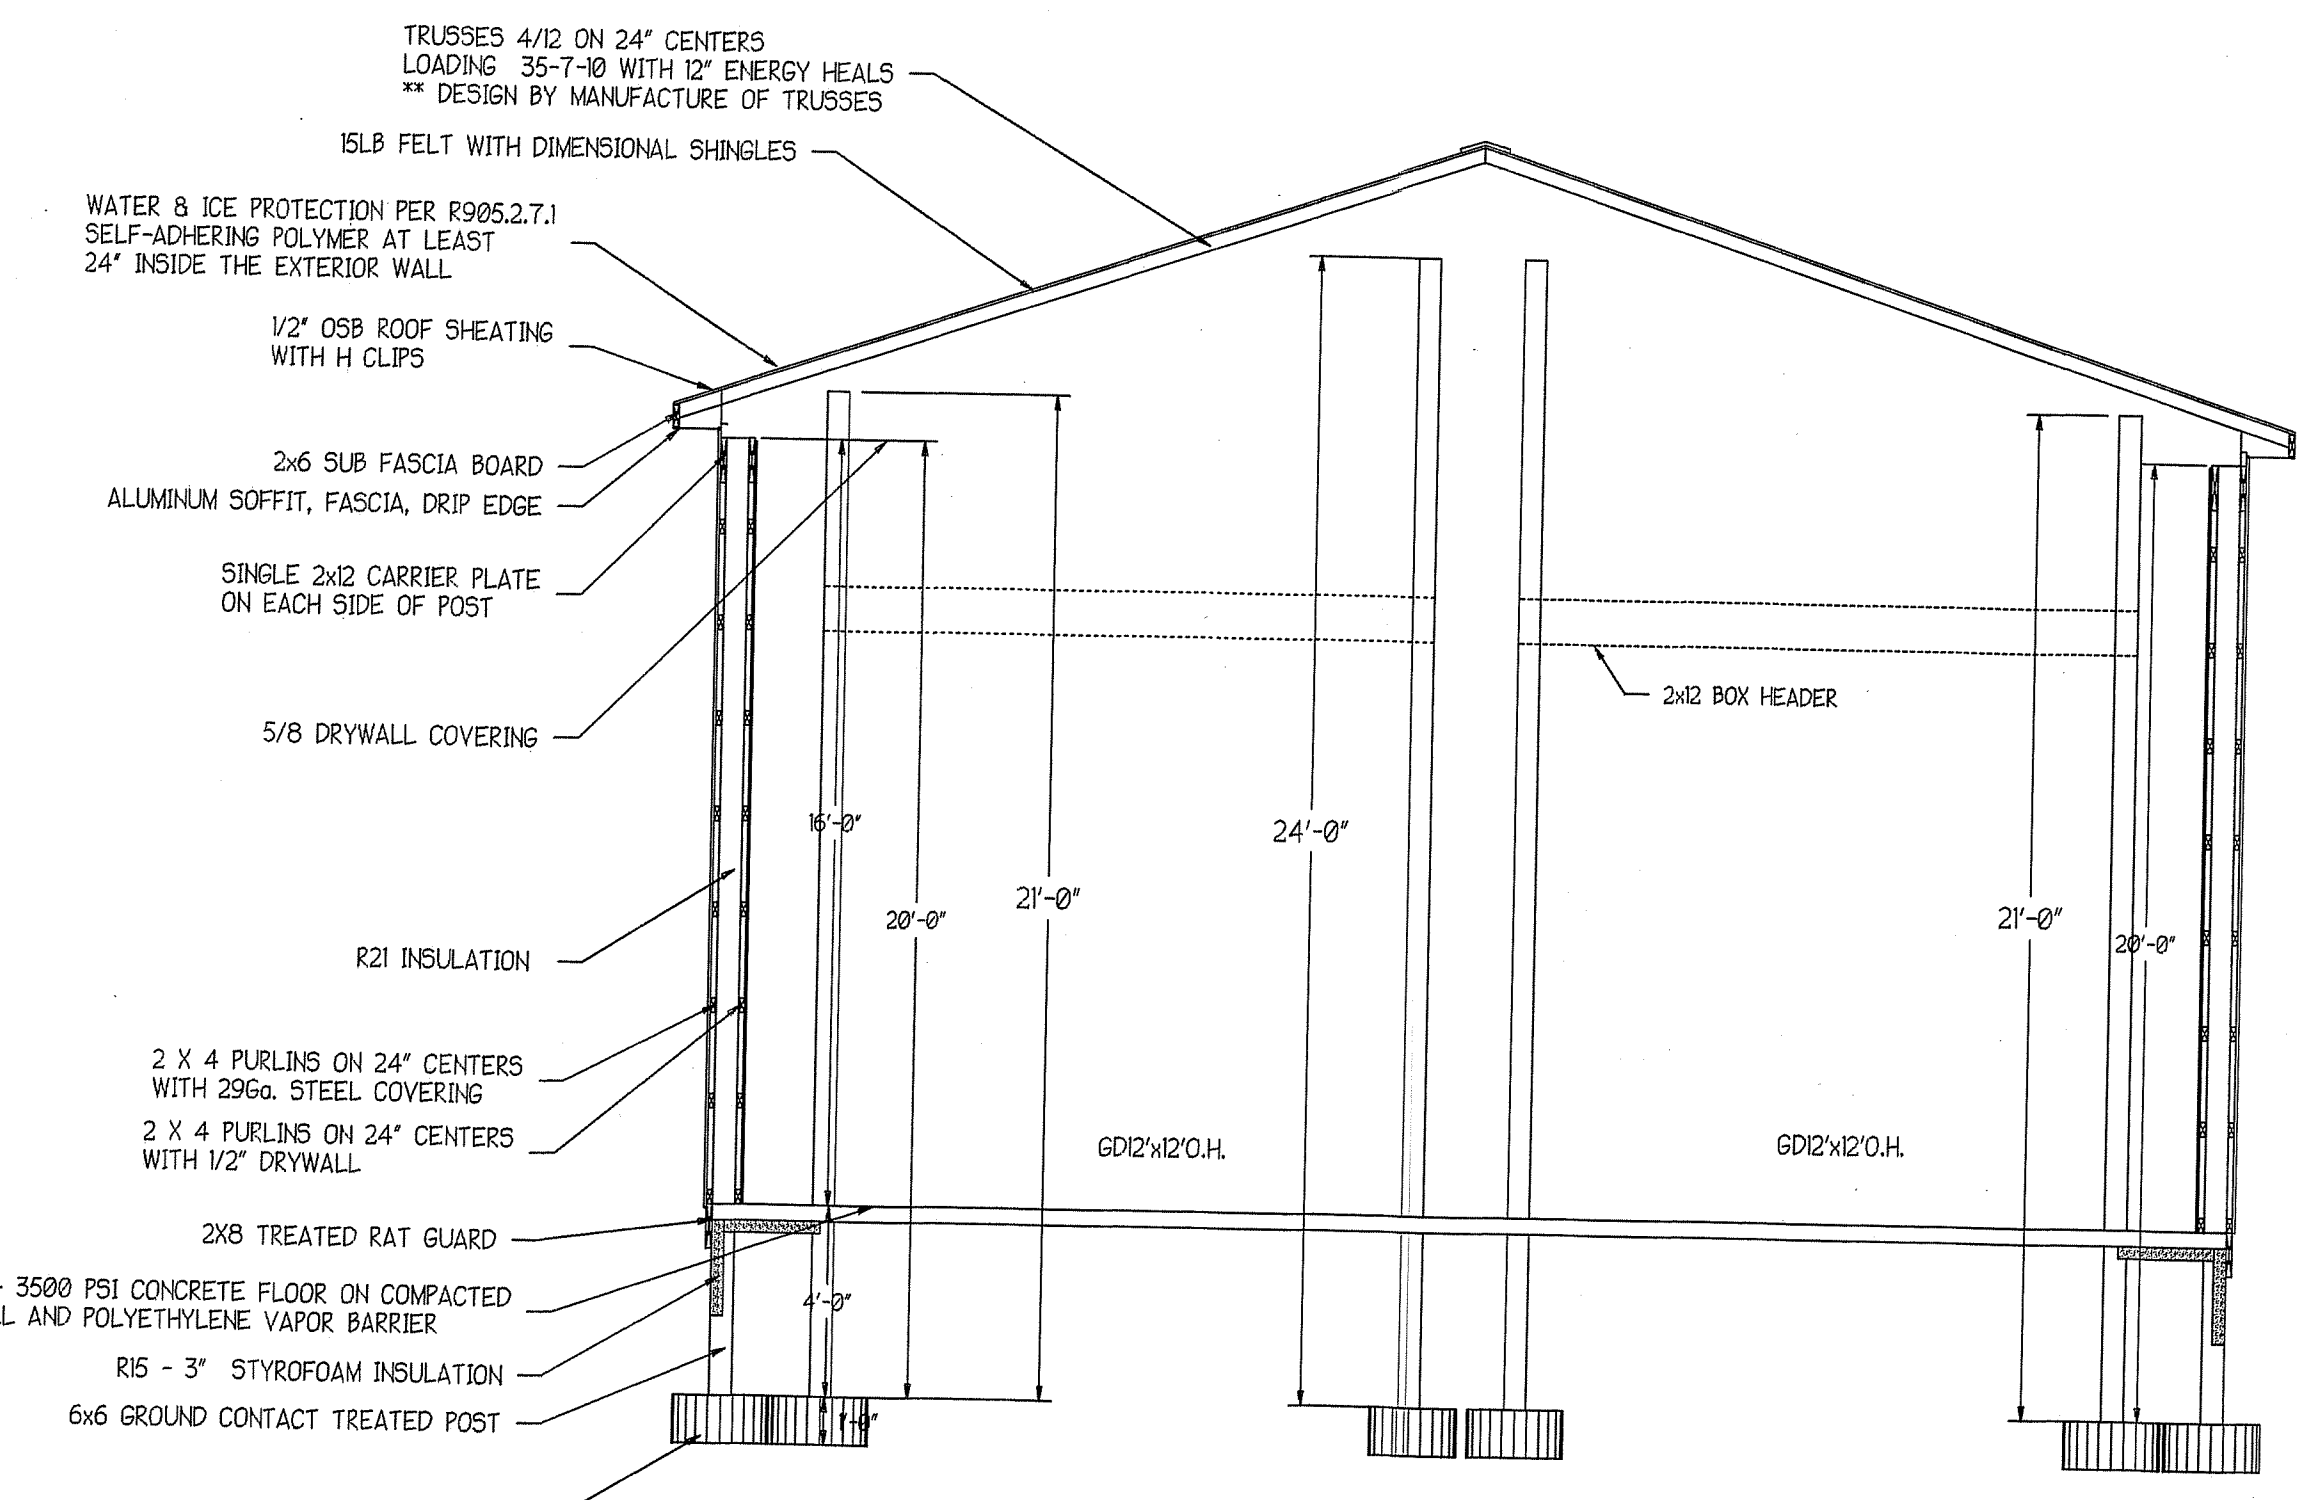 TRUSSES 4/12 ON 24" CENTERS
LOADING 35-7-10 WITH 12" ENERGY HEALS
** DESIGN BY MANUFACTURE OF TRUSSES
15LB FELT WITH DIMENSIONAL SHINGLES
WATER & ICE PROTECTION PER R905.2.7.1
SELF-ADHERING POLYMER AT LEAST
24" INSIDE THE EXTERIOR WALL
1/2" OSB ROOF SHEATING
WITH H CLIPS
2x6 SUB FASCIA BOARD
ALUMINUM SOFFIT, FASCIA, DRIP EDGE
SINGLE 2x12 CARRIER PLATE
ON EACH SIDE OF POST
5/8 DRYWALL COVERING
2x12 BOX HEADER
16'-0"
20'-0"
21'-0"
24'-0"
21'-0"
20'-0"
R21 INSULATION
2 X 4 PURLINS ON 24" CENTERS
WITH 29Ga. STEEL COVERING
2 X 4 PURLINS ON 24" CENTERS
WITH 1/2" DRYWALL
GD12'x12'O.H.
GD12'x12'O.H.
2X8 TREATED RAT GUARD
- 3500 PSI CONCRETE FLOOR ON COMPACTED
AND POLYETHYLENE VAPOR BARRIER
4'-0"
R15 - 3" STYROFOAM INSULATION
6x6 GROUND CONTACT TREATED POST
1'-0"